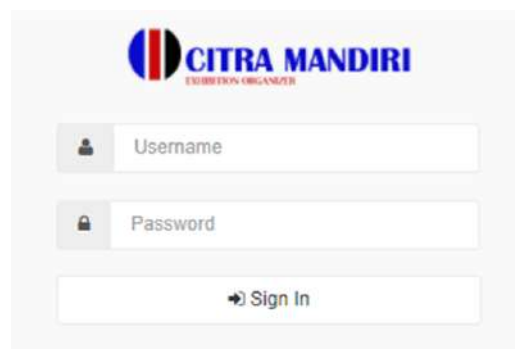 CITRA MANDIRI
EXHIBITION ORGANIZER
Username
Password
Sign In